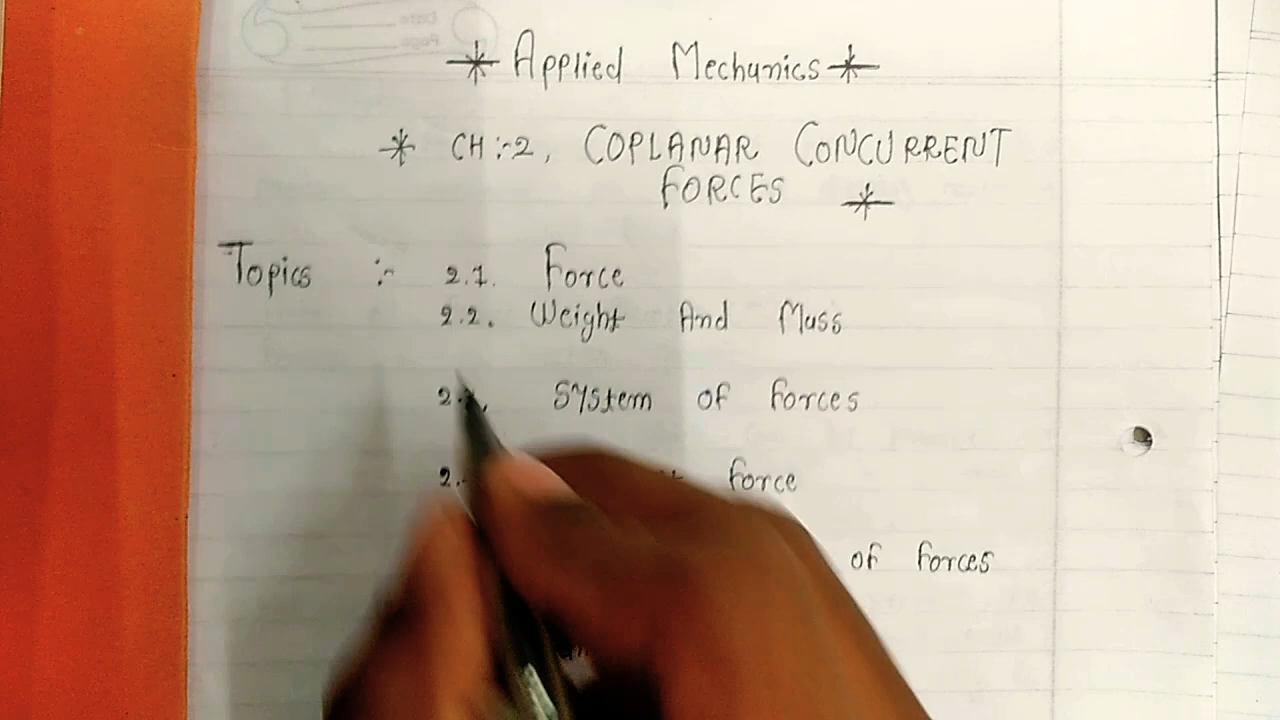 Applied Mechanics
* CH :- 2, COPLANAR CONCURRENT
FORCES *
Topics :- 2.1. Force
2.2. Weight And Mass
System of forces
force
of forces